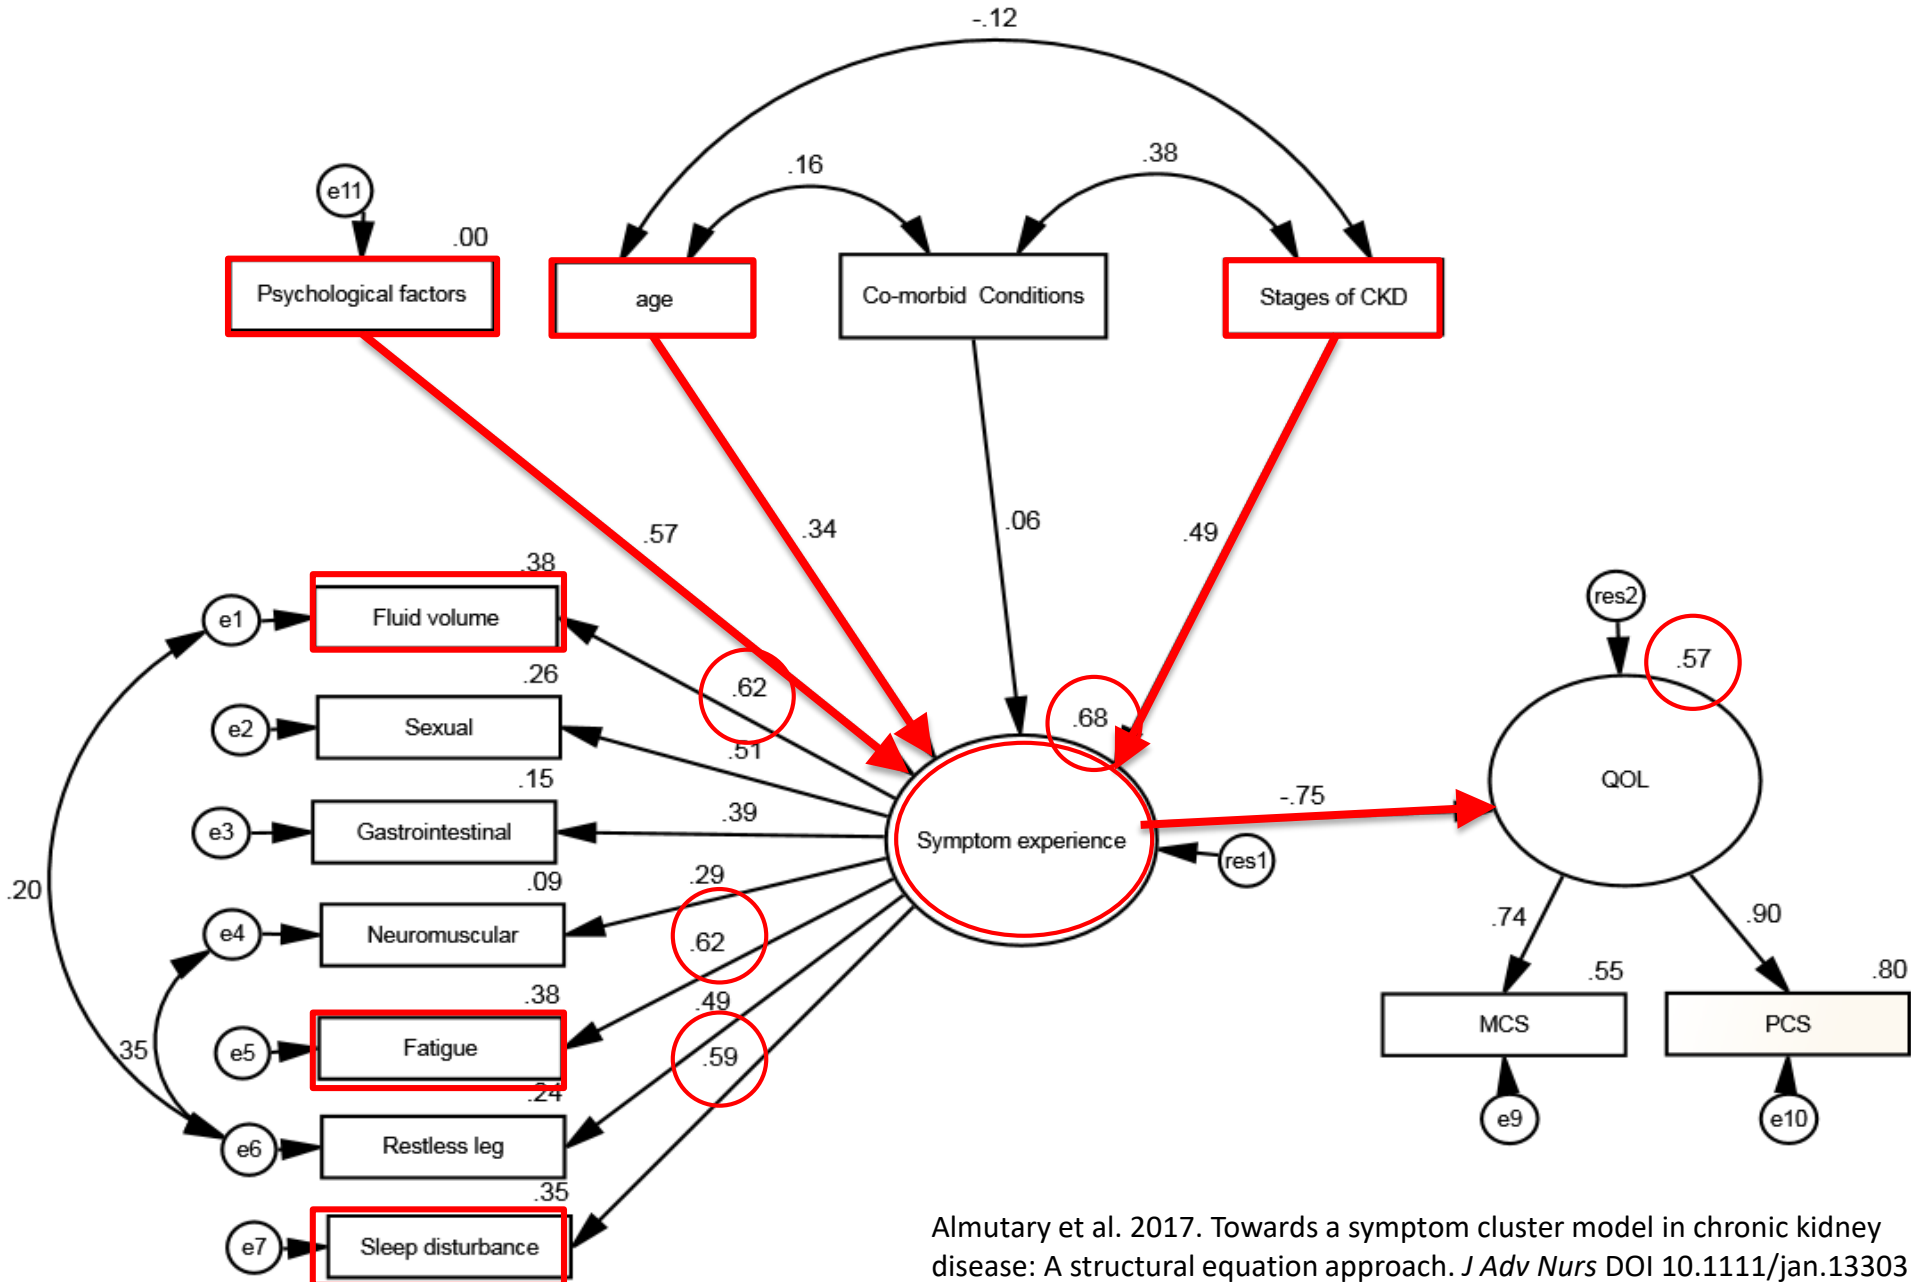 -.12
.16
.38
e11
.00
Psychological factors
age
Co-morbid Conditions
Stages of CKD
.57
.34
.06
.49
.38
e1
Fluid volume
.62
.26
e2
Sexual
.51
.15
e3
Gastrointestinal
.39
.09
e4
Neuromuscular
.29
.38
e5
Fatigue
.62
.24
e6
Restless leg
.49
.35
e7
Sleep disturbance
.59
.20
35
.68
Symptom experience
res1
-.75
res2
.57
QOL
.74
.90
.55
MCS
.80
PCS
e9
e10
Almutary et al. 2017. Towards a symptom cluster model in chronic kidney
disease: A structural equation approach. J Adv Nurs DOI 10.1111/jan.13303